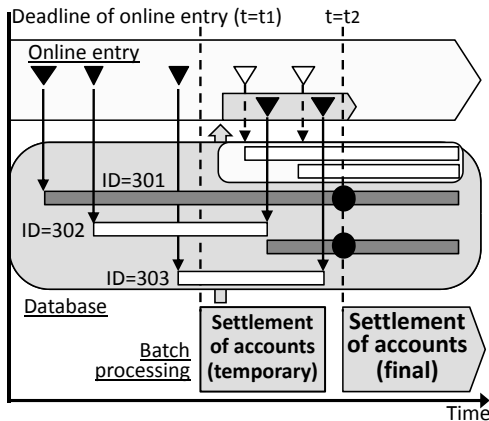 Deadline of online entry (t=t1)
t=t2
Online entry
ID=301
ID=302
ID=303
Database
Batch
processing
Settlement
of accounts
(temporary)
Settlement
of accounts
(final)
Time